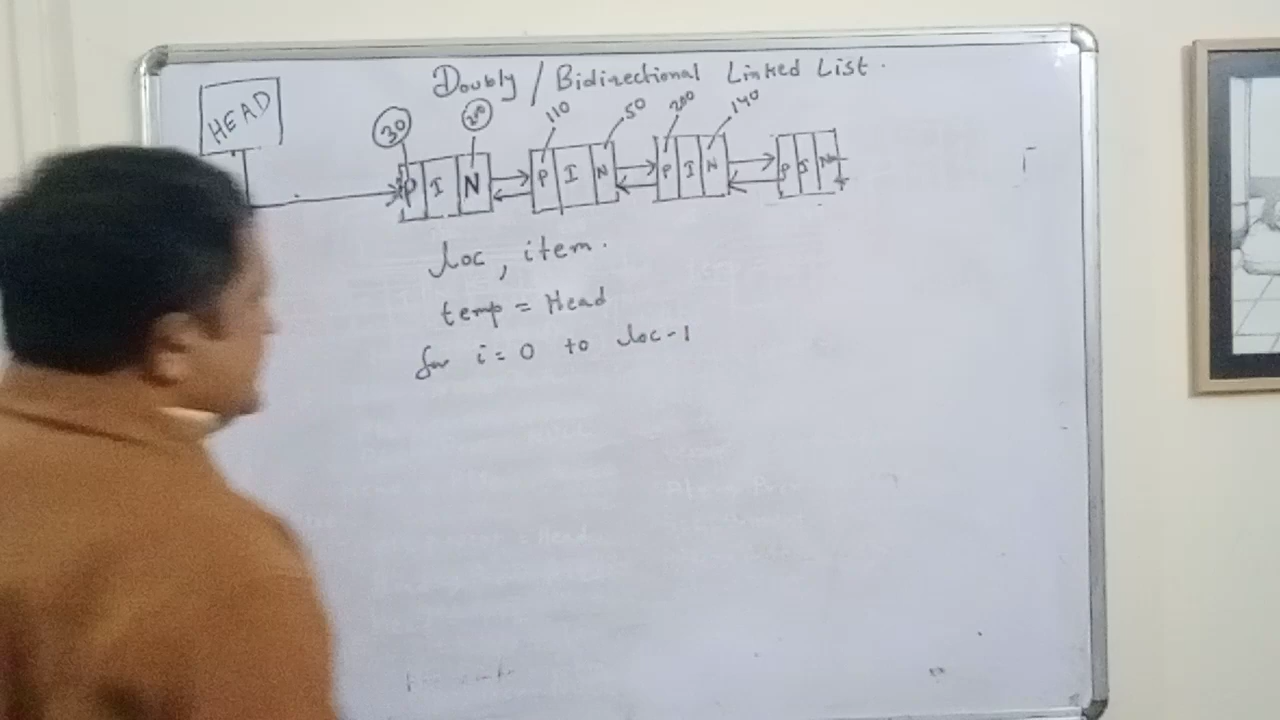 Doubly / Bidirectional Linked List.
HEAD
30 200 110 50 200 140
P I N P I N P I N P I
loc, item.
temp = Head
for i = 0 to loc-1